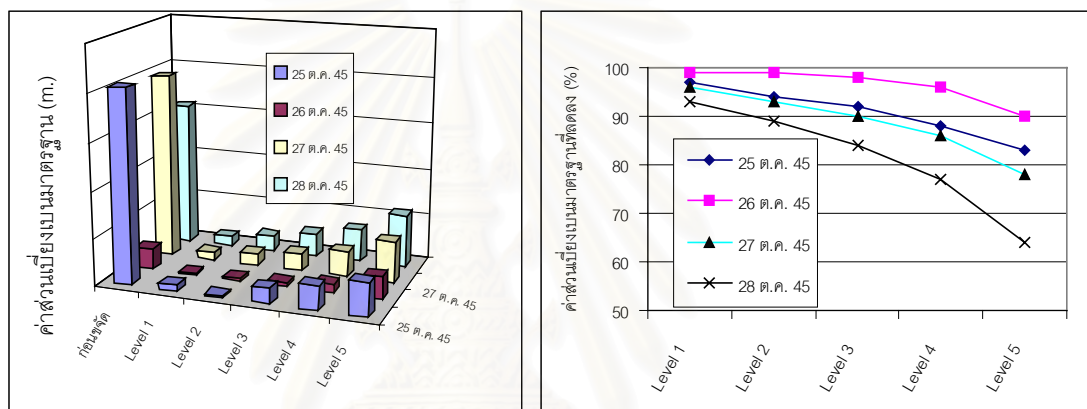 ค่าส่วนเบี่ยงเบนมาตรฐาน (m.)
25 ต.ค. 45
26 ต.ค. 45
27 ต.ค. 45
28 ต.ค. 45
ก่อนขจัด
Level 1
Level 2
Level 3
Level 4
Level 5
25 ต.ค. 45
27 ต.ค. 45
ค่าส่วนเบี่ยงเบนมาตรฐานที่ลดลง (%)
100
90
80
70
60
50
25 ต.ค. 45
26 ต.ค. 45
27 ต.ค. 45
28 ต.ค. 45
Level 1
Level 2
Level 3
Level 4
Level 5